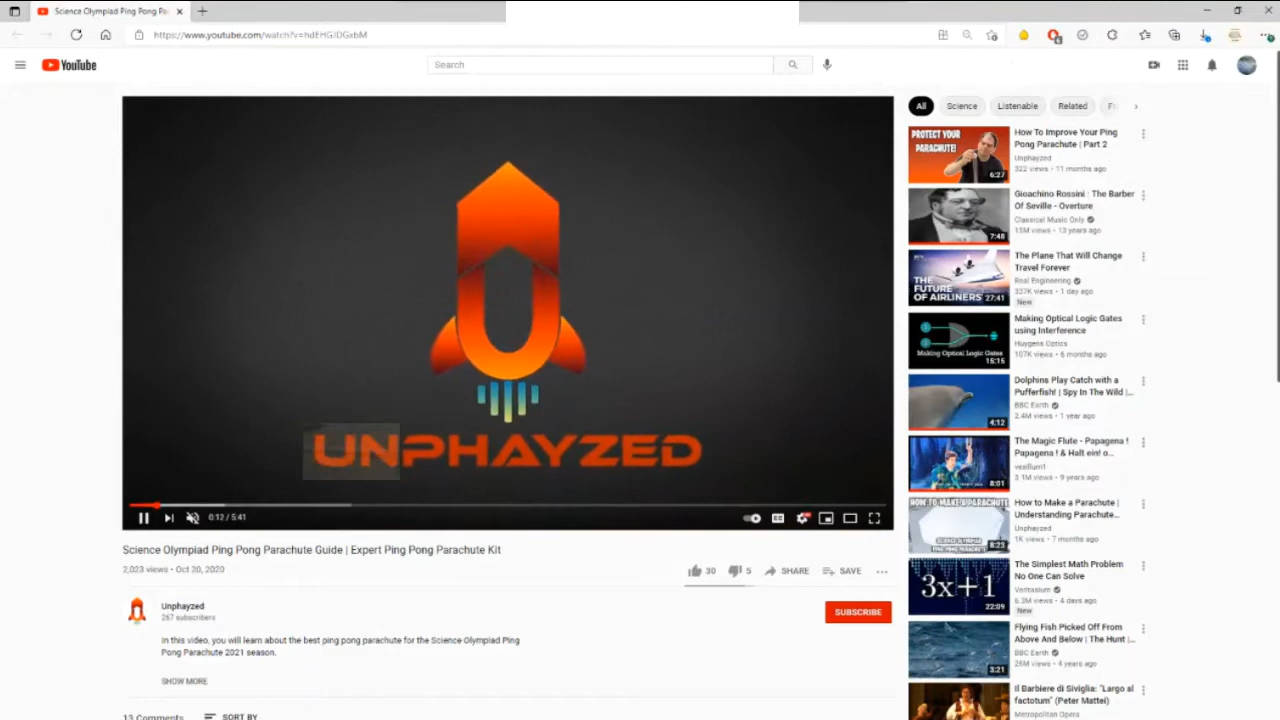 Science Olympiad Ping Pong Par
https://www.youtube.com/watch?v=hdEHGJDGxbM
YouTube
Search
UNPHAYZED
0:12 / 5:41
Science Olympiad Ping Pong Parachute Guide | Expert Ping Pong Parachute Kit
2,023 views • Oct 20, 2020
30
5
SHARE
SAVE
Unphayzed
267 subscribers
SUBSCRIBE
In this video, you will learn about the best ping pong parachute for the Science Olympiad Ping
Pong Parachute 2021 season.
SHOW MORE
13 Comments
SORT BY
All
Science
Listenable
Related
PROTECT YOUR
PARACHUTE!
6:27
How To Improve Your Ping
Pong Parachute | Part 2
Unphayzed
322 views • 11 months ago
7:48
Gioachino Rossini : The Barber
Of Seville - Overture
Classical Music Only
13M views • 13 years ago
THE
FUTURE
OF AIRLINERS
27:41
The Plane That Will Change
Travel Forever
Real Engineering
337K views • 1 day ago
New
Making Optical Logic Gates
15:15
Making Optical Logic Gates
using Interference
Huygens Optics
107K views • 6 months ago
4:12
Dolphins Play Catch with a
Pufferfish! | Spy In The Wild |...
BBC Earth
2.4M views • 1 year ago
8:01
The Magic Flute - Papagena !
Papagena ! & Halt ein! o...
vexilium1
3.1M views • 9 years ago
HOW TO MAKE A PARACHUTE
SCIENCE OLYMPIAD
PING PONG PARACHUTE
8:23
How to Make a Parachute |
Understanding Parachute...
Unphayzed
1K views • 7 months ago
3x+1
22:09
The Simplest Math Problem
No One Can Solve
Veritasium
6.3M views • 4 days ago
New
3:21
Flying Fish Picked Off From
Above And Below | The Hunt |...
BBC Earth
26M views • 4 years ago
Il Barbiere di Siviglia: "Largo al
factotum" (Peter Mattei)
Metropolitan Opera